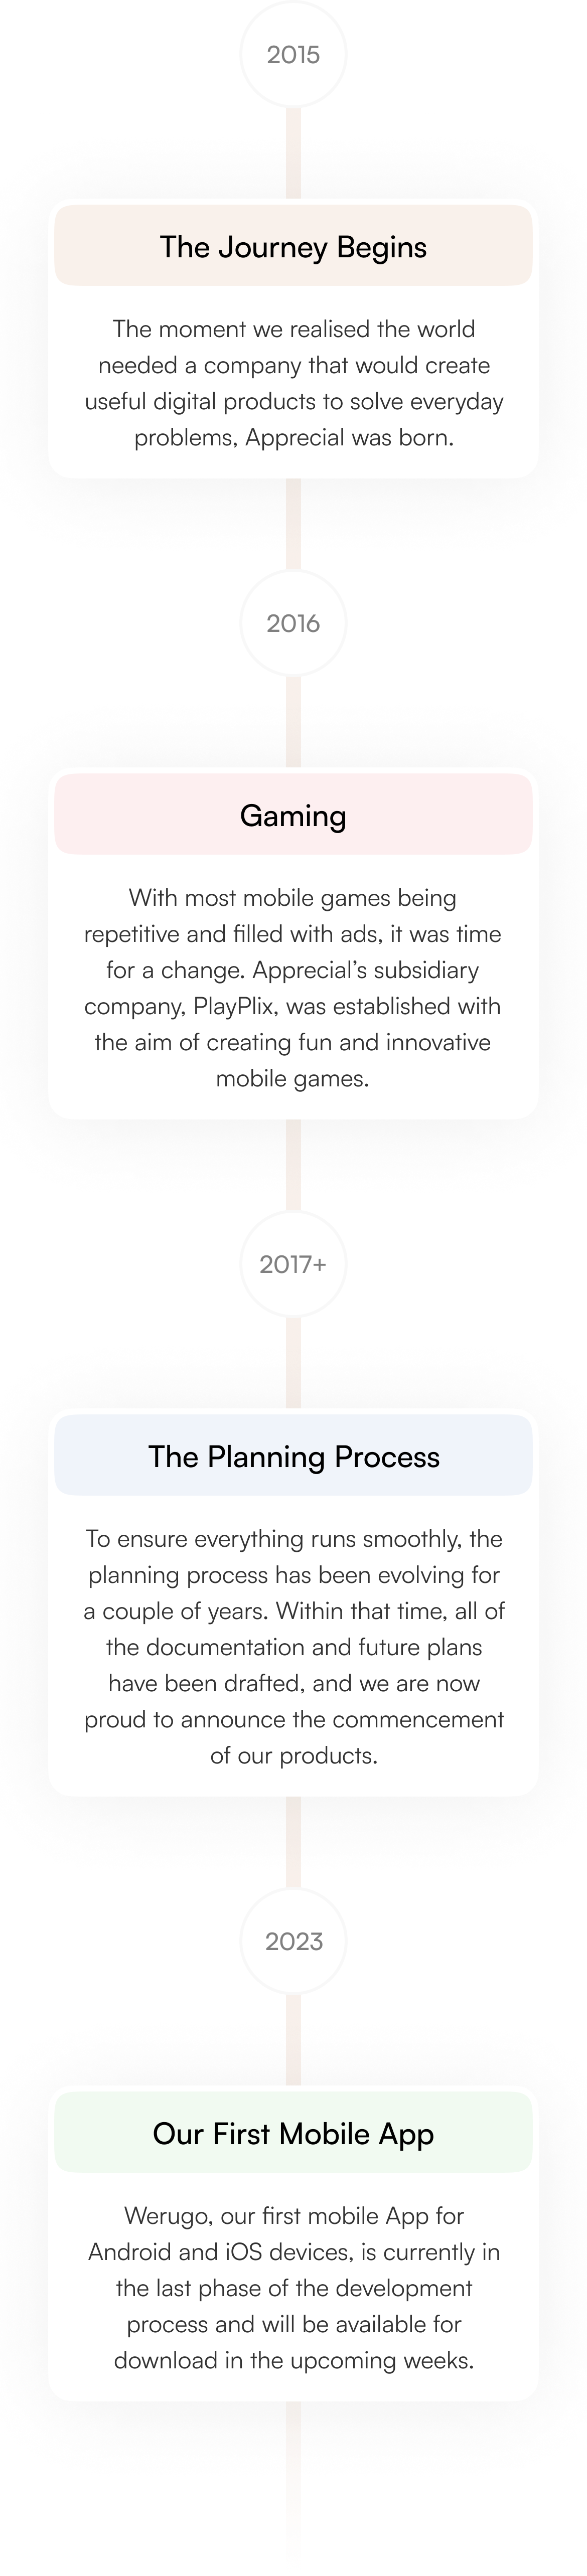 2015
The Journey Begins
The moment we realised the world
needed a company that would create
useful digital products to solve everyday
problems, Apprecial was born.
2016
Gaming
With most mobile games being
repetitive and filled with ads, it was time
for a change. Apprecial’s subsidiary
company, PlayPlix, was established with
the aim of creating fun and innovative
mobile games.
2017+
The Planning Process
To ensure everything runs smoothly, the
planning process has been evolving for
a couple of years. Within that time, all of
the documentation and future plans
have been drafted, and we are now
proud to announce the commencement
of our products.
2023
Our First Mobile App
Werugo, our first mobile App for
Android and iOS devices, is currently in
the last phase of the development
process and will be available for
download in the upcoming weeks.